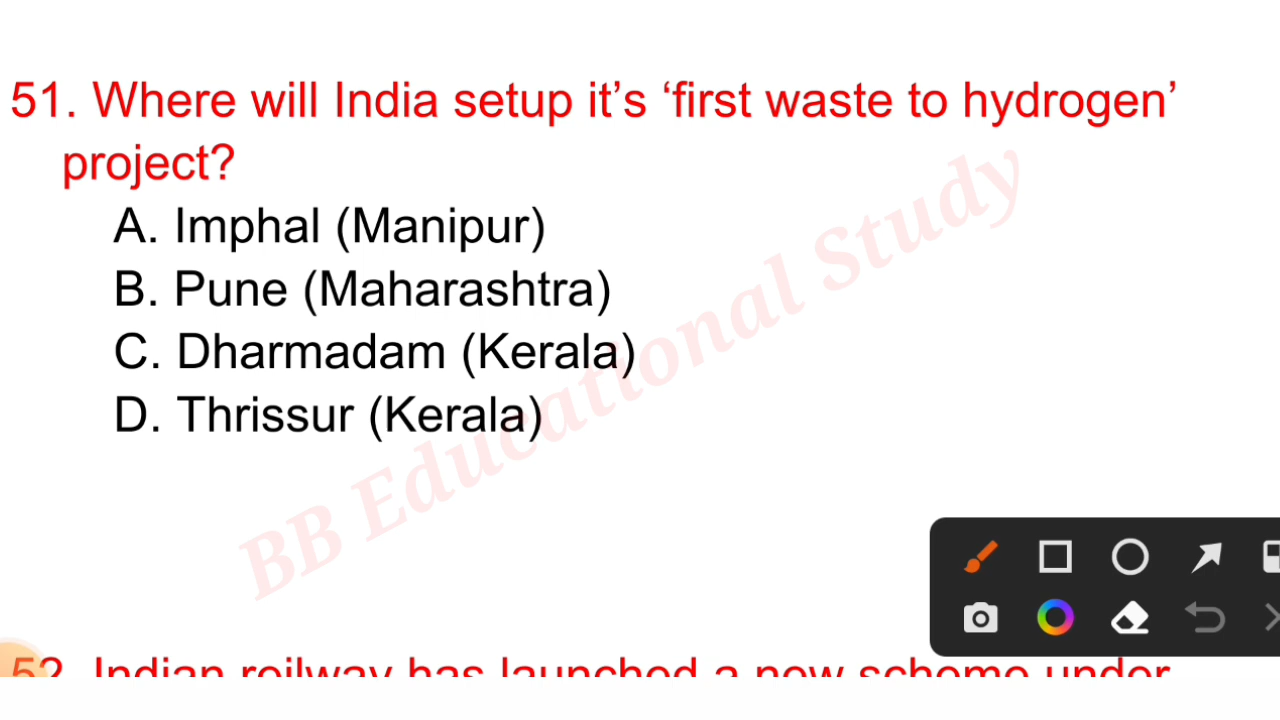 51. Where will India setup it’s ‘first waste to hydrogen’
project?
A. Imphal (Manipur)
B. Pune (Maharashtra)
C. Dharmadam (Kerala)
D. Thrissur (Kerala)
BB Educational Study
52. Indian railway has launched a new scheme under